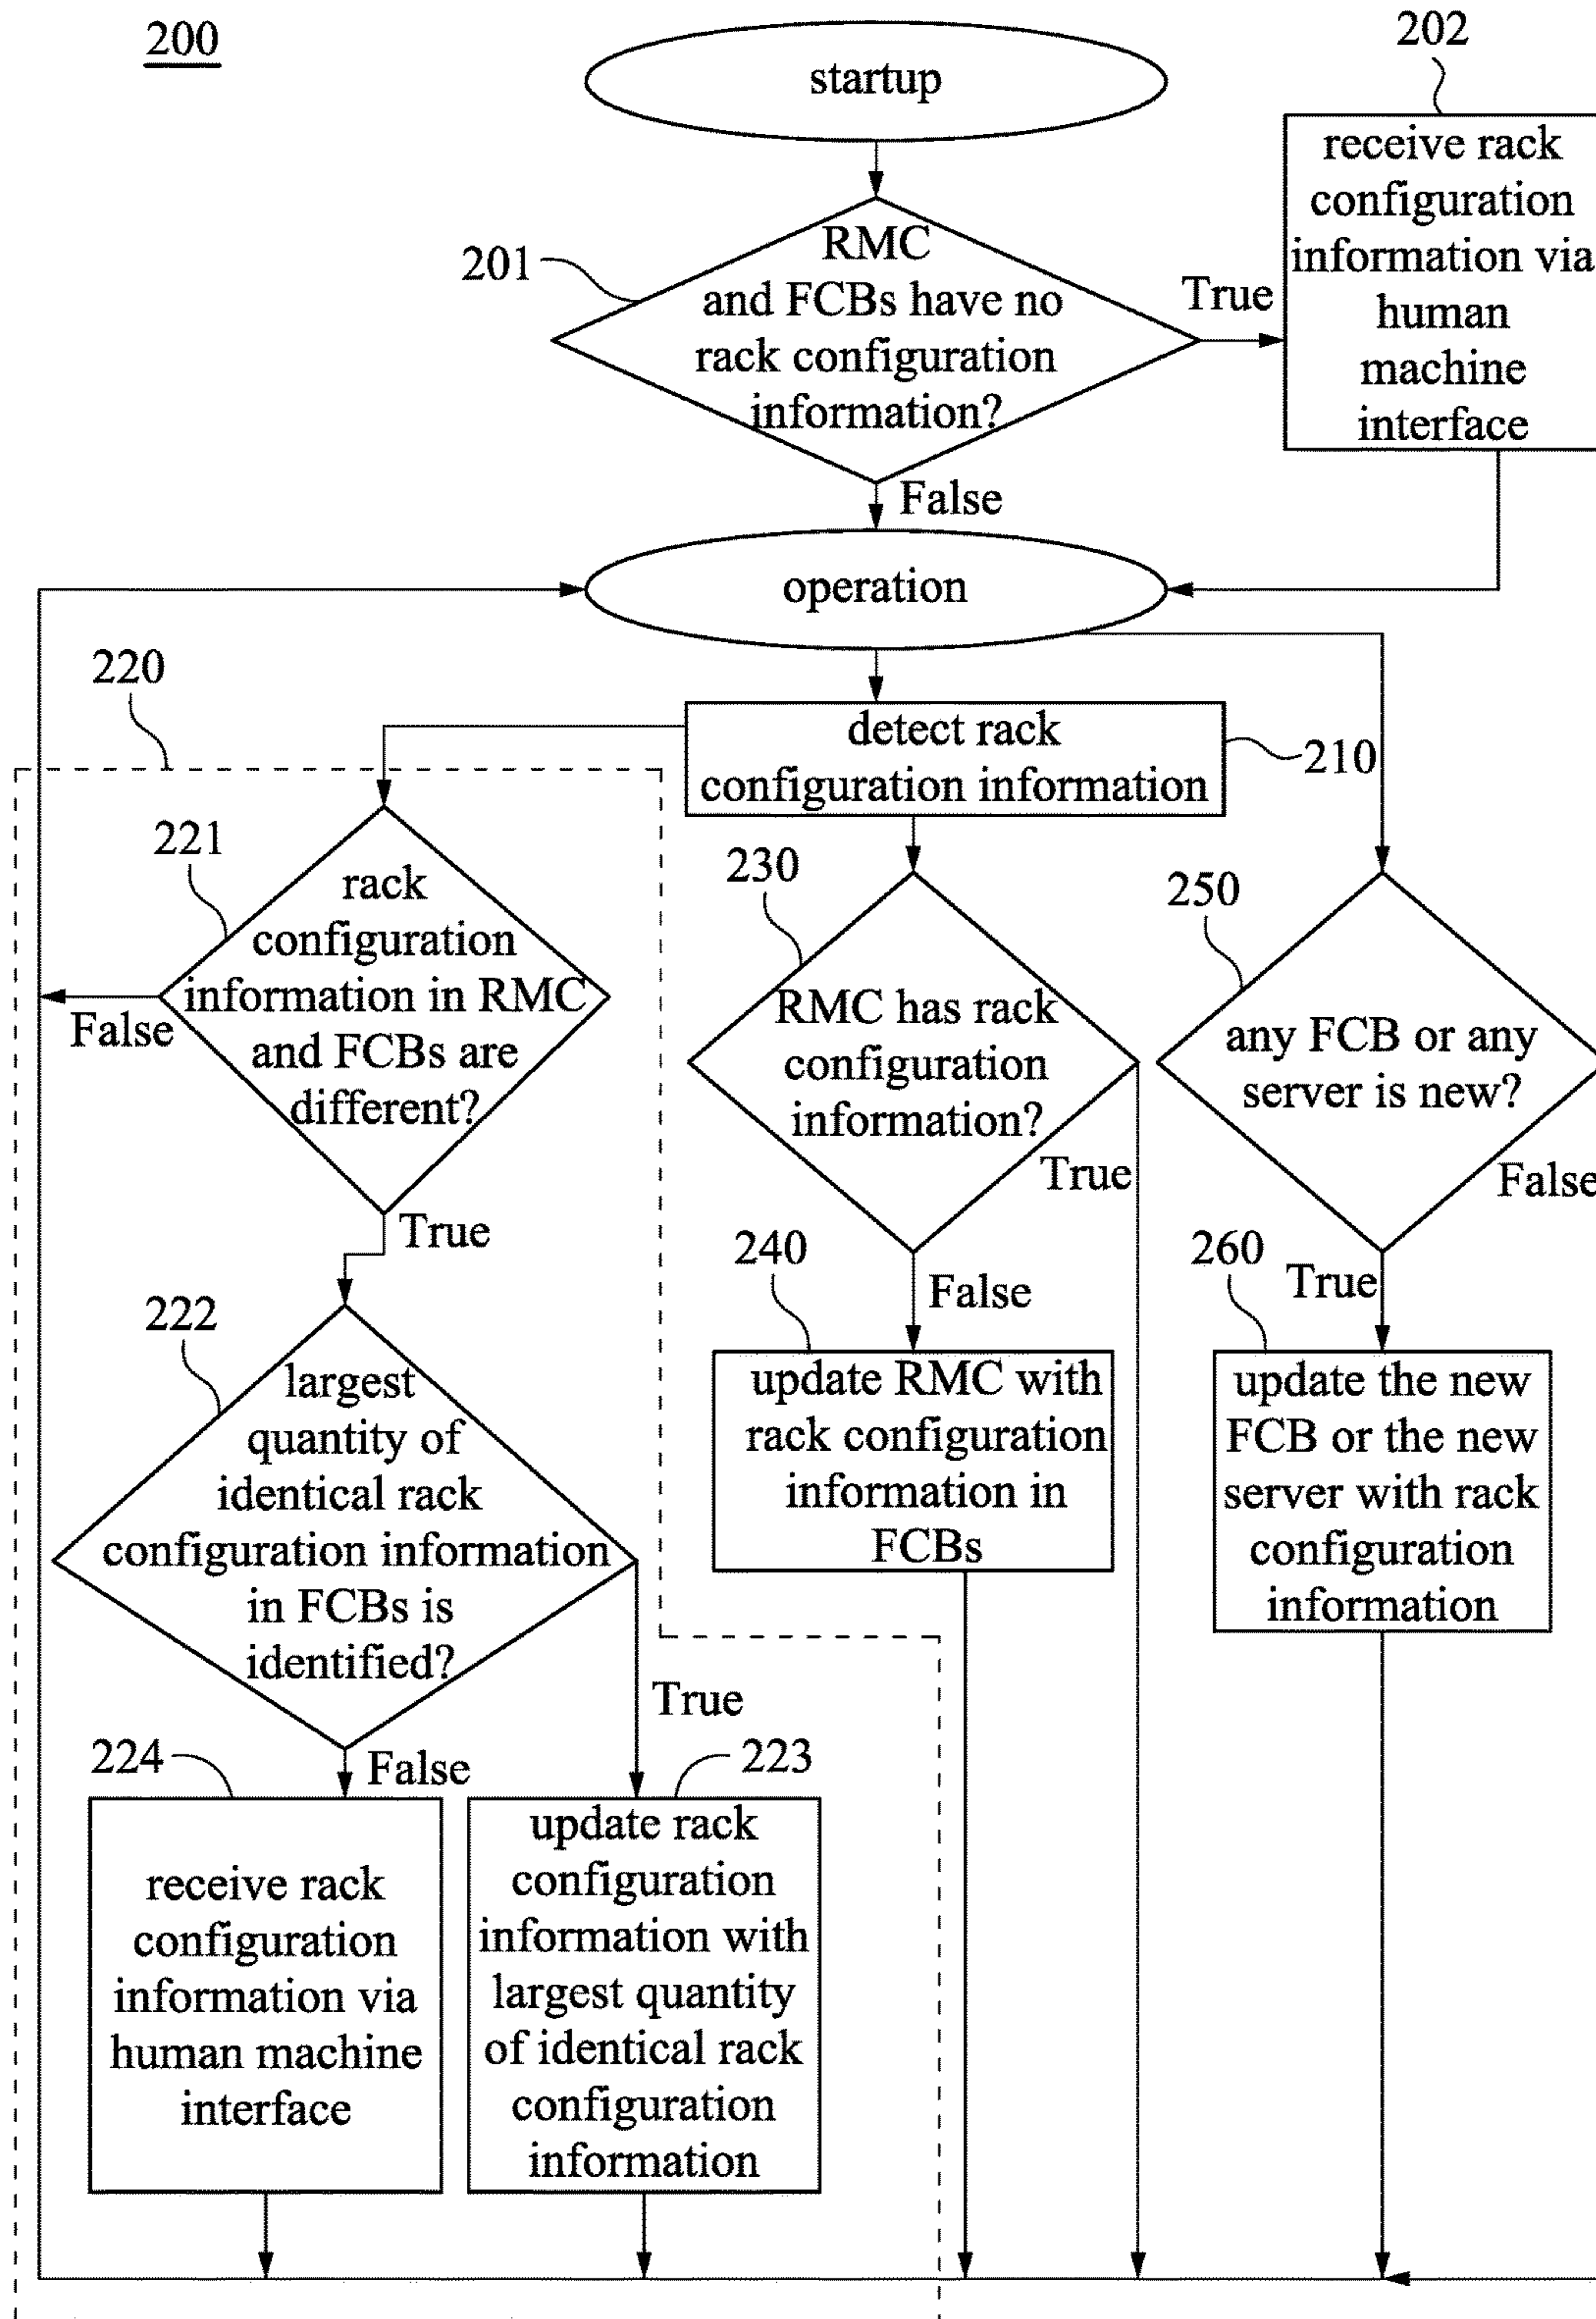 200
startup
202
receive rack
configuration
information via
human
machine
interface
201
RMC
and FCBs have no
rack configuration
information?
True
False
operation
220
detect rack
configuration information
210
221
rack
configuration
information in RMC
and FCBs are
different?
False
True
230
RMC has rack
configuration
information?
True
False
250
any FCB or any
server is new?
False
True
222
largest
quantity of
identical rack
configuration information
in FCBs is
identified?
True
False
240
update RMC with
rack configuration
information in
FCBs
260
update the new
FCB or the new
server with rack
configuration
information
224
receive rack
configuration
information via
human machine
interface
223
update rack
configuration
information with
largest quantity
of identical rack
configuration
information